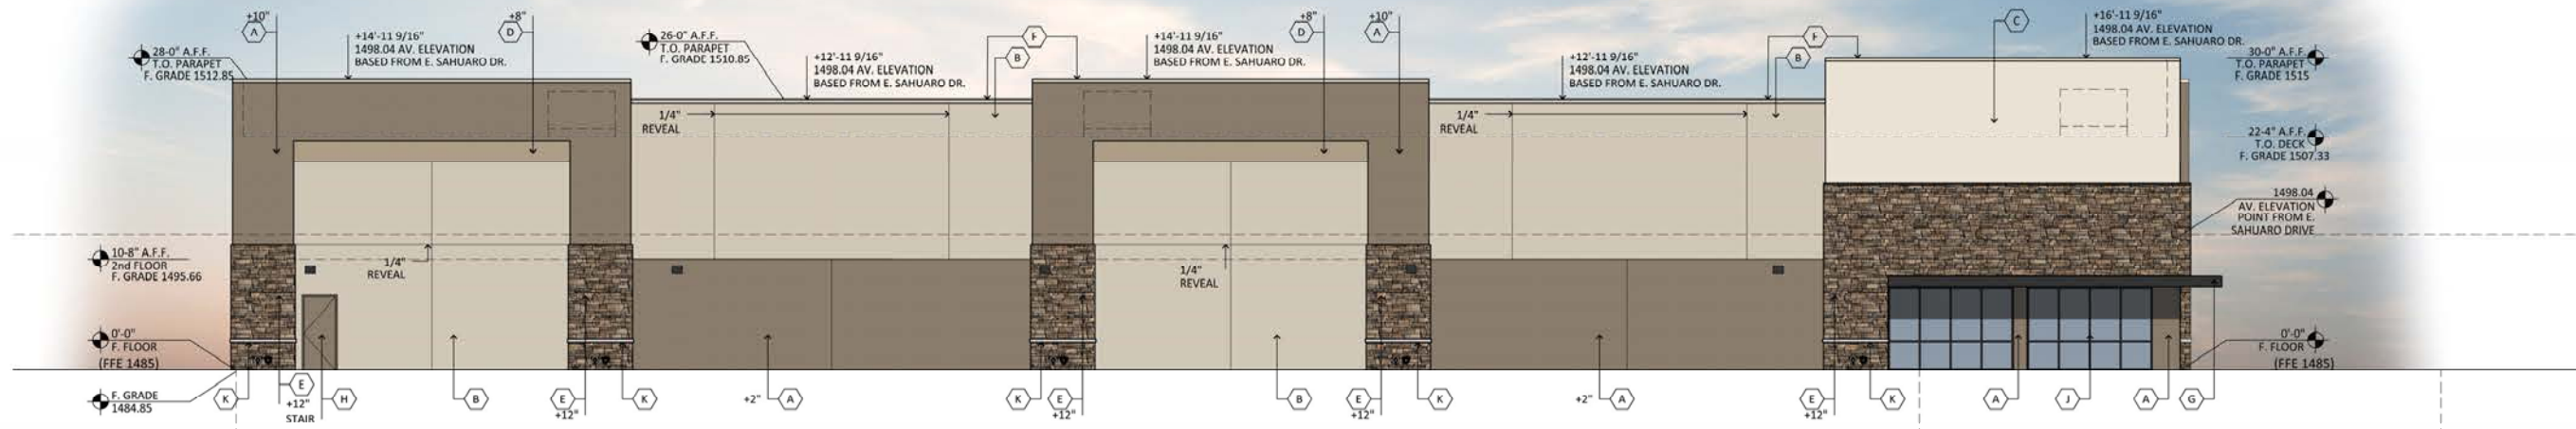 +10"
A
+14'-11 9/16"
1498.04 AV. ELEVATION
BASED FROM E. SAHUARO DR.
28-0" A.F.F.
T.O. PARAPET
F. GRADE 1512.85
+8"
D
26-0" A.F.F.
T.O. PARAPET
F. GRADE 1510.85
+12'-11 9/16"
1498.04 AV. ELEVATION
BASED FROM E. SAHUARO DR.
F
B
+14'-11 9/16"
1498.04 AV. ELEVATION
BASED FROM E. SAHUARO DR.
+8"
D
+10"
A
+12'-11 9/16"
1498.04 AV. ELEVATION
BASED FROM E. SAHUARO DR.
F
B
C
+16'-11 9/16"
1498.04 AV. ELEVATION
BASED FROM E. SAHUARO DR.
30-0" A.F.F.
T.O. PARAPET
F. GRADE 1515
1/4"
REVEAL
1/4"
REVEAL
22-4" A.F.F.
T.O. DECK
F. GRADE 1507.33
1498.04
AV. ELEVATION
POINT FROM E.
SAHUARO DRIVE
10-8" A.F.F.
2nd FLOOR
F. GRADE 1495.66
1/4"
REVEAL
1/4"
REVEAL
0'-0"
F. FLOOR
(FFE 1485)
0'-0"
F. FLOOR
(FFE 1485)
F. GRADE
1484.85
K
E
+12"
STAIR
H
B
E
+12"
K
+2"
A
K
E
+12"
B
E
+12"
K
+2"
A
E
+12"
K
A
J
A
G